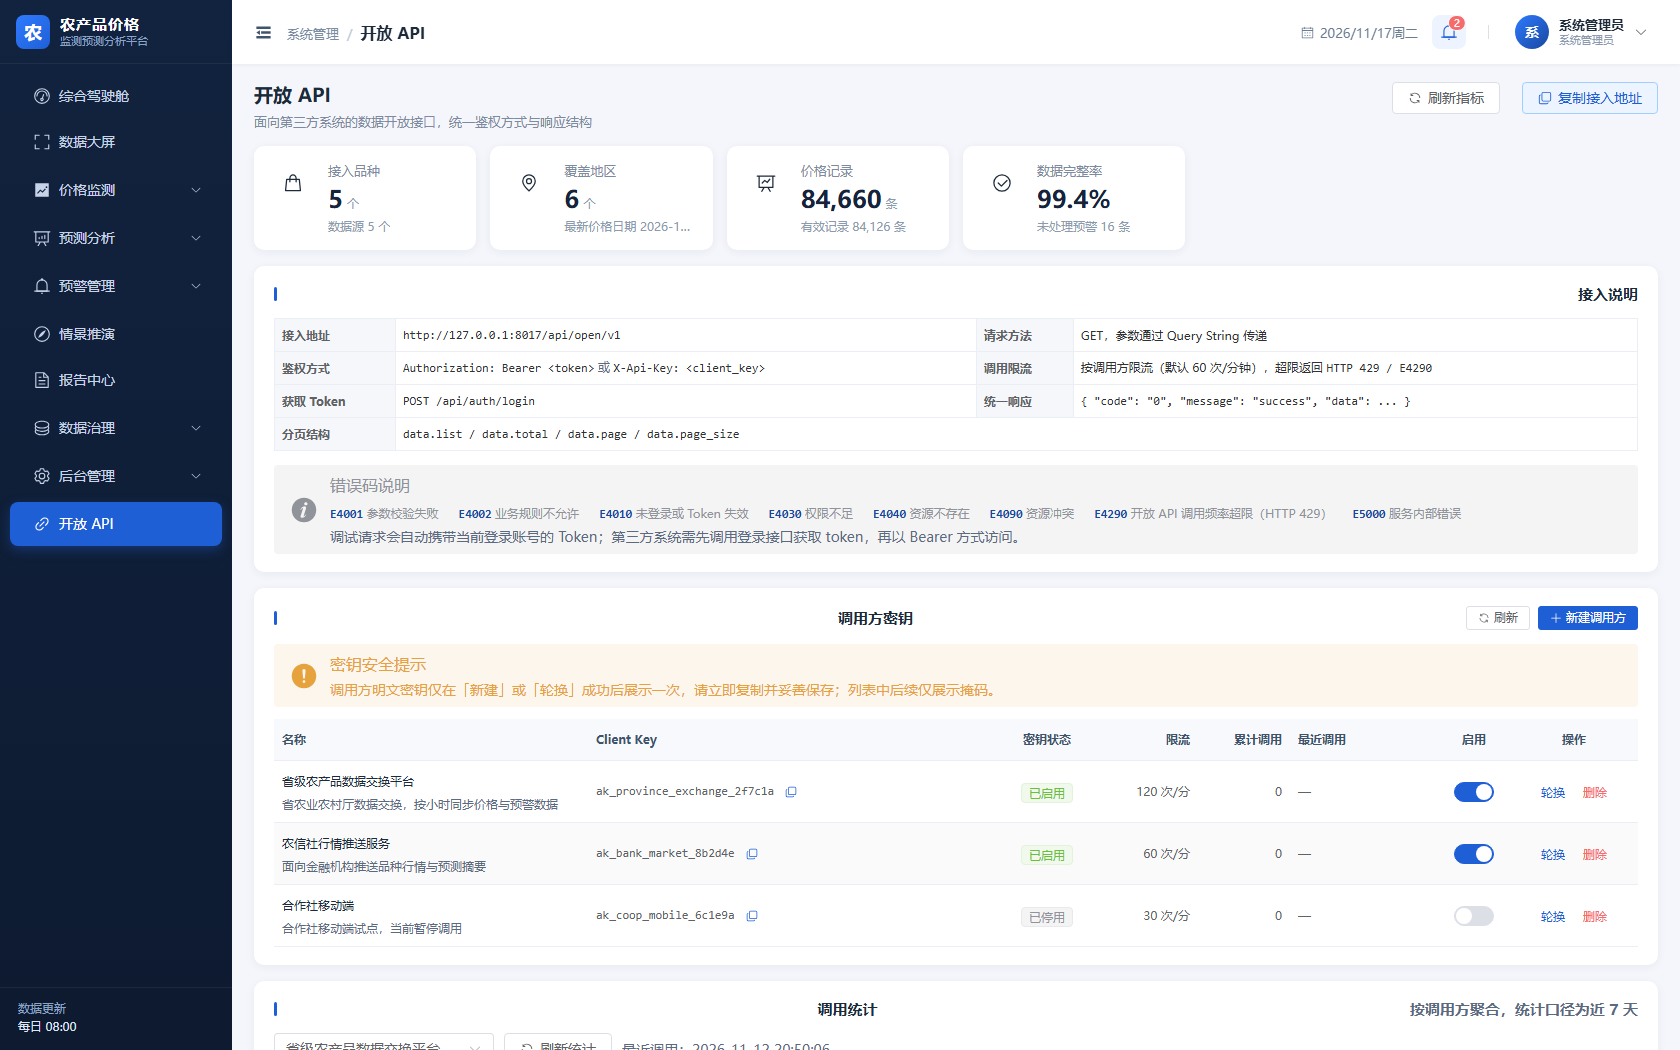 农
农产品价格
监测预测分析平台
综合驾驶舱
数据大屏
价格监测
预测分析
预警管理
情景推演
报告中心
数据治理
后台管理
开放 API
数据更新
每日 08:00
系统管理 / 开放 API
2026/11/17周二
2
系
系统管理员
系统管理员
开放 API
面向第三方系统的数据开放接口，统一鉴权方式与响应结构
刷新指标
复制接入地址
接入品种
5 个
数据源 5 个
覆盖地区
6 个
最新价格日期 2026-1...
价格记录
84,660 条
有效记录 84,126 条
数据完整率
99.4%
未处理预警 16 条
接入说明
接入地址 http://127.0.0.1:8017/api/open/v1 请求方法 GET，参数通过 Query String 传递
鉴权方式 Authorization: Bearer <token> 或 X-Api-Key: <client_key> 调用限流 按调用方限流（默认 60 次/分钟），超限返回 HTTP 429 / E4290
获取 Token POST /api/auth/login 统一响应 { "code": "0", "message": "success", "data": ... }
分页结构 data.list / data.total / data.page / data.page_size
错误码说明
E4001 参数校验失败 E4002 业务规则不允许 E4010 未登录或 Token 失效 E4030 权限不足 E4040 资源不存在 E4090 资源冲突 E4290 开放 API 调用频率超限（HTTP 429） E5000 服务内部错误
调试请求会自动携带当前登录账号的 Token；第三方系统需先调用登录接口获取 token，再以 Bearer 方式访问。
调用方密钥
刷新
新建调用方
密钥安全提示
调用方明文密钥仅在「新建」或「轮换」成功后展示一次，请立即复制并妥善保存；列表中后续仅展示掩码。
名称 Client Key 密钥状态 限流 累计调用 最近调用 启用 操作
省级农产品数据交换平台
省农业农村厅数据交换，按小时同步价格与预警数据
ak_province_exchange_2f7c1a 已启用 120 次/分 0 — 轮换 删除
农信社行情推送服务
面向金融机构推送品种行情与预测摘要
ak_bank_market_8b2d4e 已启用 60 次/分 0 — 轮换 删除
合作社移动端
合作社移动端试点，当前暂停调用
ak_coop_mobile_6c1e9a 已停用 30 次/分 0 — 轮换 删除
调用统计
按调用方聚合，统计口径为近 7 天
省级农产品数据交换平台
刷新统计
最近调用：2026-11-12 20:50:06